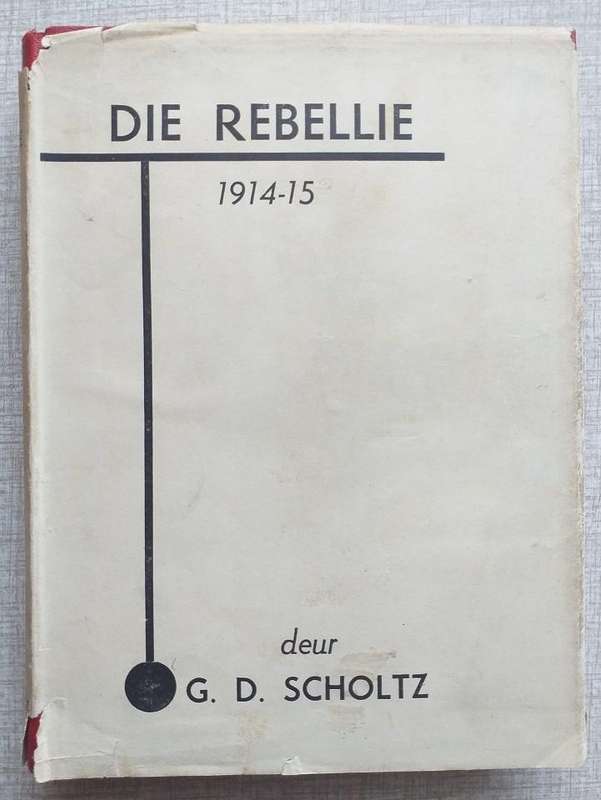 DIE REBELLIE
1914-15
deur
G. D. SCHOLTZ